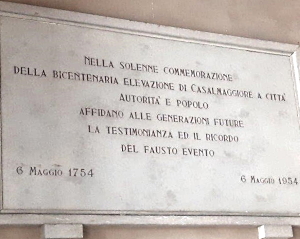 NELLA SOLENNE COMMEMORAZIONE
DELLA BICENTENARIA ELEVAZIONE DI CASALMAGGIORE A CITTÀ
AUTORITÀ E POPOLO
AFFIDANO ALLE GENERAZIONI FUTURE
LA TESTIMONIANZA ED IL RICORDO
DEL FAUSTO EVENTO
6 MAGGIO 1754 6 MAGGIO 1954